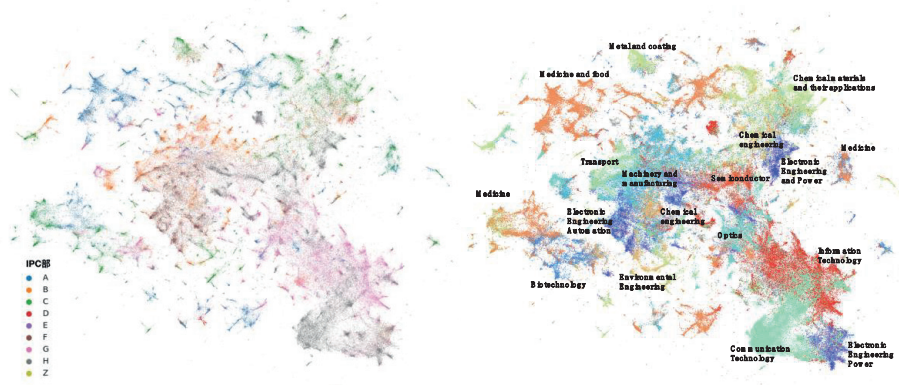 IPC部
A
B
C
D
E
F
G
H
Z
Metal and coating
Medicine and food
Chemical materials
and their applications
Chemical
engineering
Medicine
Transport
Electronic
Engineering
and Power
Machinery and
manufacturing
Semiconductor
Medicine
Electronic
Engineering
Automation
Chemical
engineering
Optics
Information
Technology
Environmental
Engineering
Biotechnology
Communication
Technology
Electronic
Engineering
Power